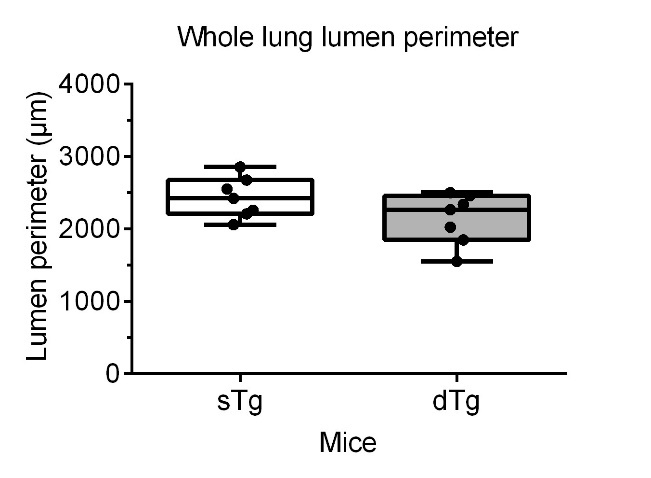 Whole lung lumen perimeter
Lumen perimeter (µm)
4000
3000
2000
1000
0
sTg
dTg
Mice